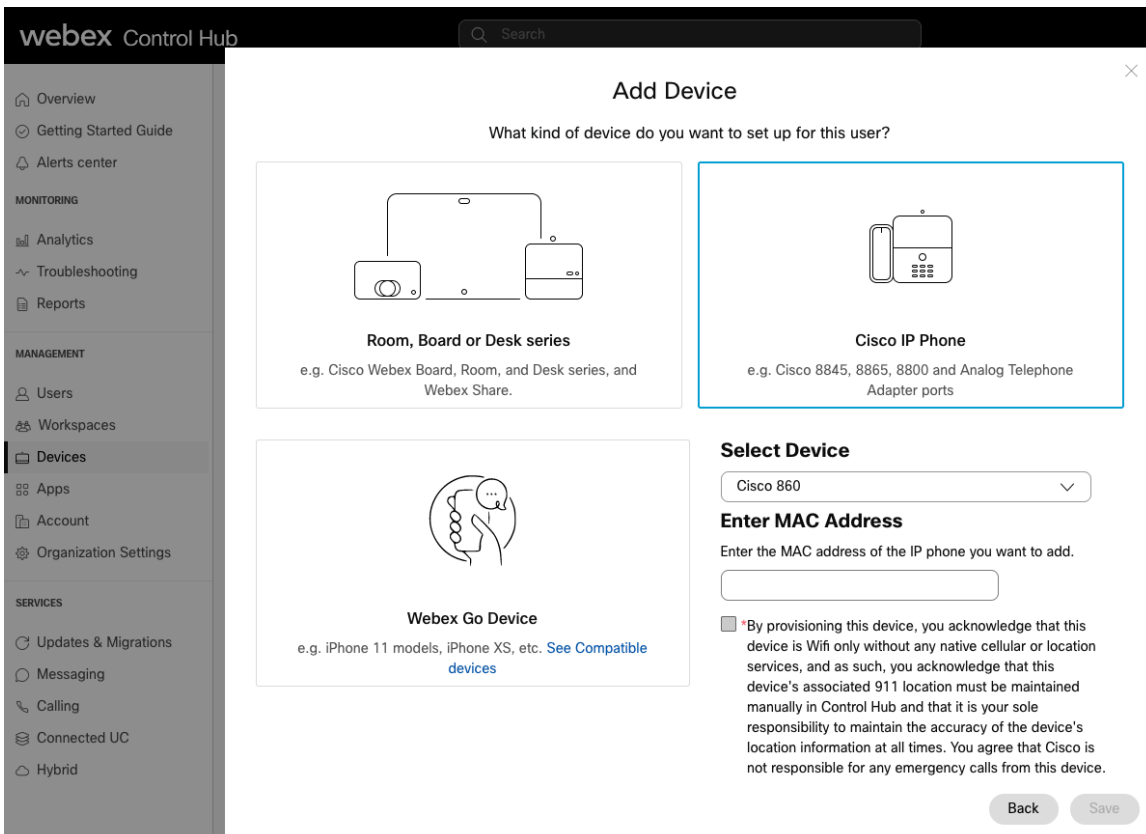 webex Control Hub
Search
Overview
Getting Started Guide
Alerts center
MONITORING
Analytics
Troubleshooting
Reports
MANAGEMENT
Users
Workspaces
Devices
Apps
Account
Organization Settings
SERVICES
Updates & Migrations
Messaging
Calling
Connected UC
Hybrid
Add Device
What kind of device do you want to set up for this user?
Room, Board or Desk series
e.g. Cisco Webex Board, Room, and Desk series, and
Webex Share.
Cisco IP Phone
e.g. Cisco 8845, 8865, 8800 and Analog Telephone
Adapter ports
Webex Go Device
e.g. iPhone 11 models, iPhone XS, etc. See Compatible
devices
Select Device
Cisco 860
Enter MAC Address
Enter the MAC address of the IP phone you want to add.
*By provisioning this device, you acknowledge that this
device is Wifi only without any native cellular or location
services, and as such, you acknowledge that this
device's associated 911 location must be maintained
manually in Control Hub and that it is your sole
responsibility to maintain the accuracy of the device's
location information at all times. You agree that Cisco is
not responsible for any emergency calls from this device.
Back
Save